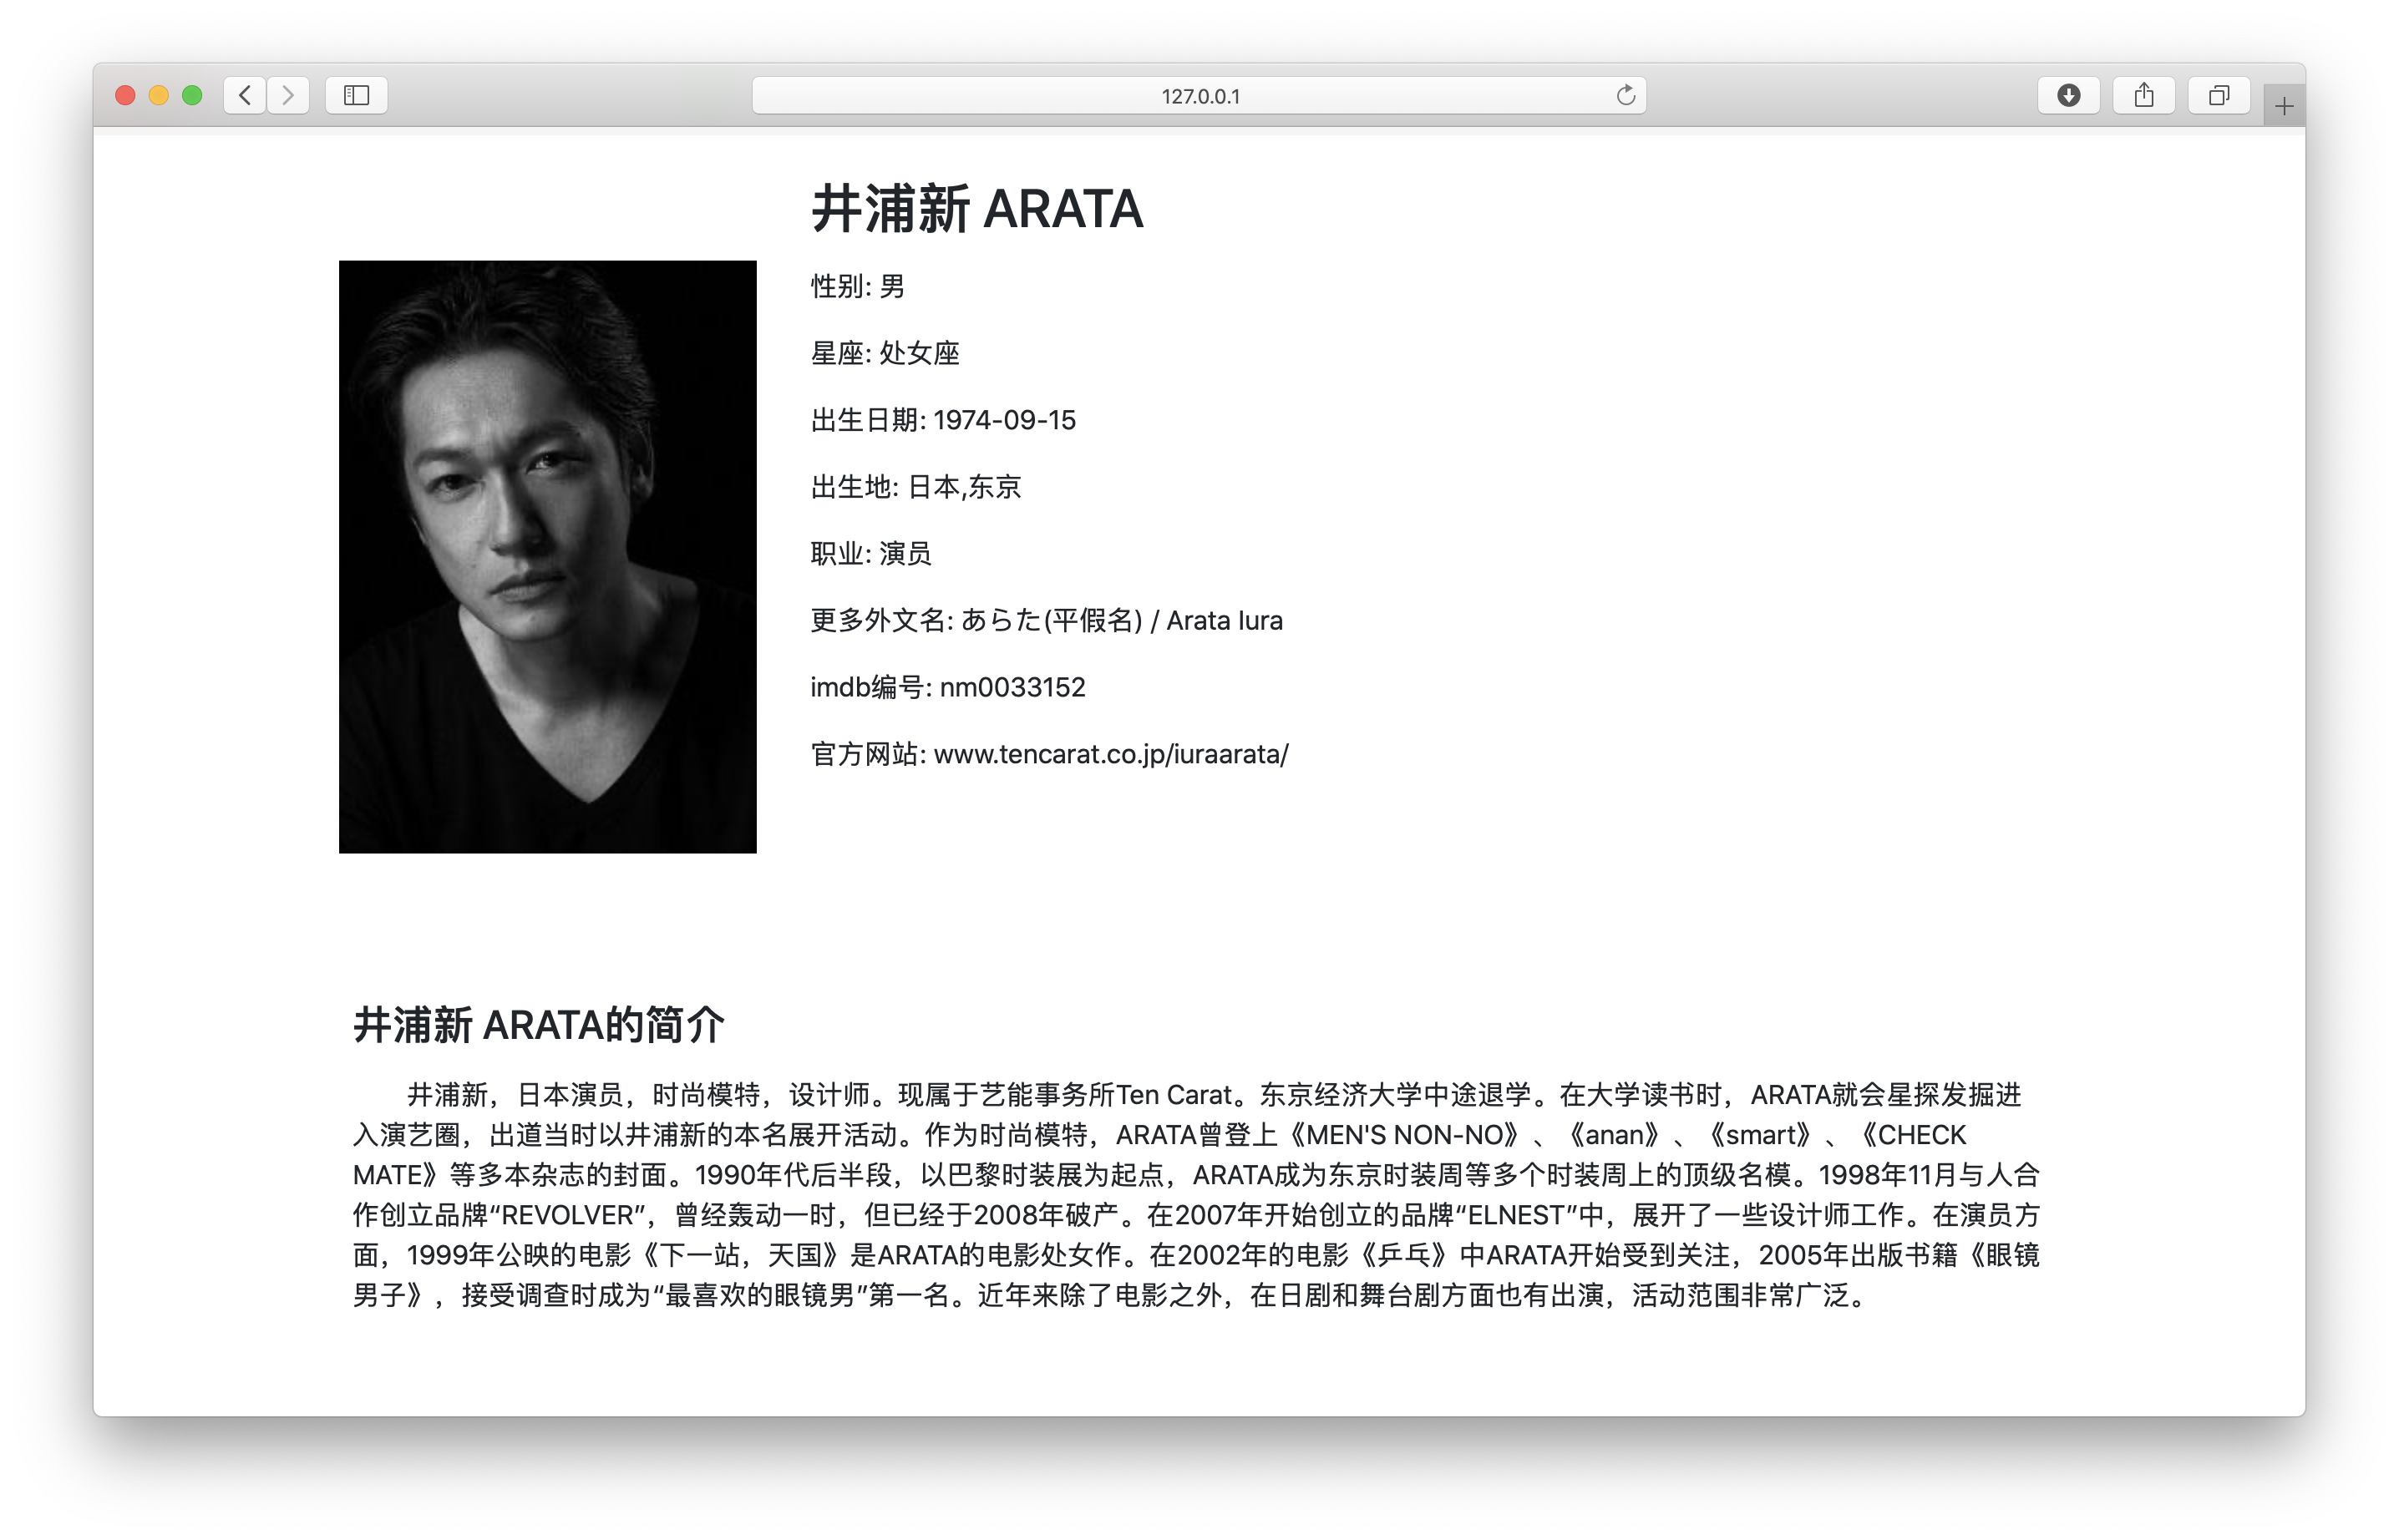 127.0.0.1
井浦新 ARATA
性别: 男
星座: 处女座
出生日期: 1974-09-15
出生地: 日本,东京
职业: 演员
更多外文名: あらた(平假名) / Arata Iura
imdb编号: nm0033152
官方网站: www.tencarat.co.jp/iuraarata/
井浦新 ARATA的简介
井浦新，日本演员，时尚模特，设计师。现属于艺能事务所Ten Carat。东京经济大学中途退学。在大学读书时，ARATA就会星探发掘进
入演艺圈，出道当时以井浦新的本名展开活动。作为时尚模特，ARATA曾登上《MEN'S NON-NO》、《anan》、《smart》、《CHECK
MATE》等多本杂志的封面。1990年代后半段，以巴黎时装展为起点，ARATA成为东京时装周等多个时装周上的顶级名模。1998年11月与人合
作创立品牌“REVOLVER”，曾经轰动一时，但已经于2008年破产。在2007年开始创立的品牌“ELNEST”中，展开了一些设计师工作。在演员方
面，1999年公映的电影《下一站，天国》是ARATA的电影处女作。在2002年的电影《乒乓》中ARATA开始受到关注，2005年出版书籍《眼镜
男子》，接受调查时成为“最喜欢的眼镜男”第一名。近年来除了电影之外，在日剧和舞台剧方面也有出演，活动范围非常广泛。